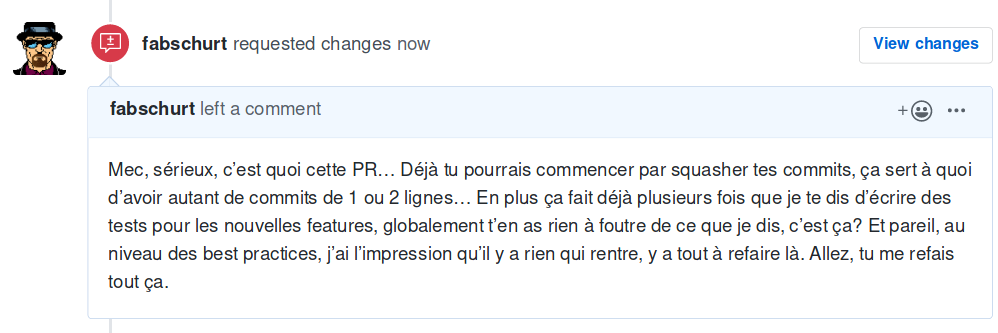 fabschurt requested changes now
View changes
fabschurt left a comment
Mec, sérieux, c’est quoi cette PR… Déjà tu pourrais commencer par squasher tes commits, ça sert à quoi
d’avoir autant de commits de 1 ou 2 lignes… En plus ça fait déjà plusieurs fois que je te dis d’écrire des
tests pour les nouvelles features, globalement t’en as rien à foutre de ce que je dis, c’est ça? Et pareil, au
niveau des best practices, j’ai l’impression qu’il y a rien qui rentre, y a tout à refaire là. Allez, tu me refais
tout ça.